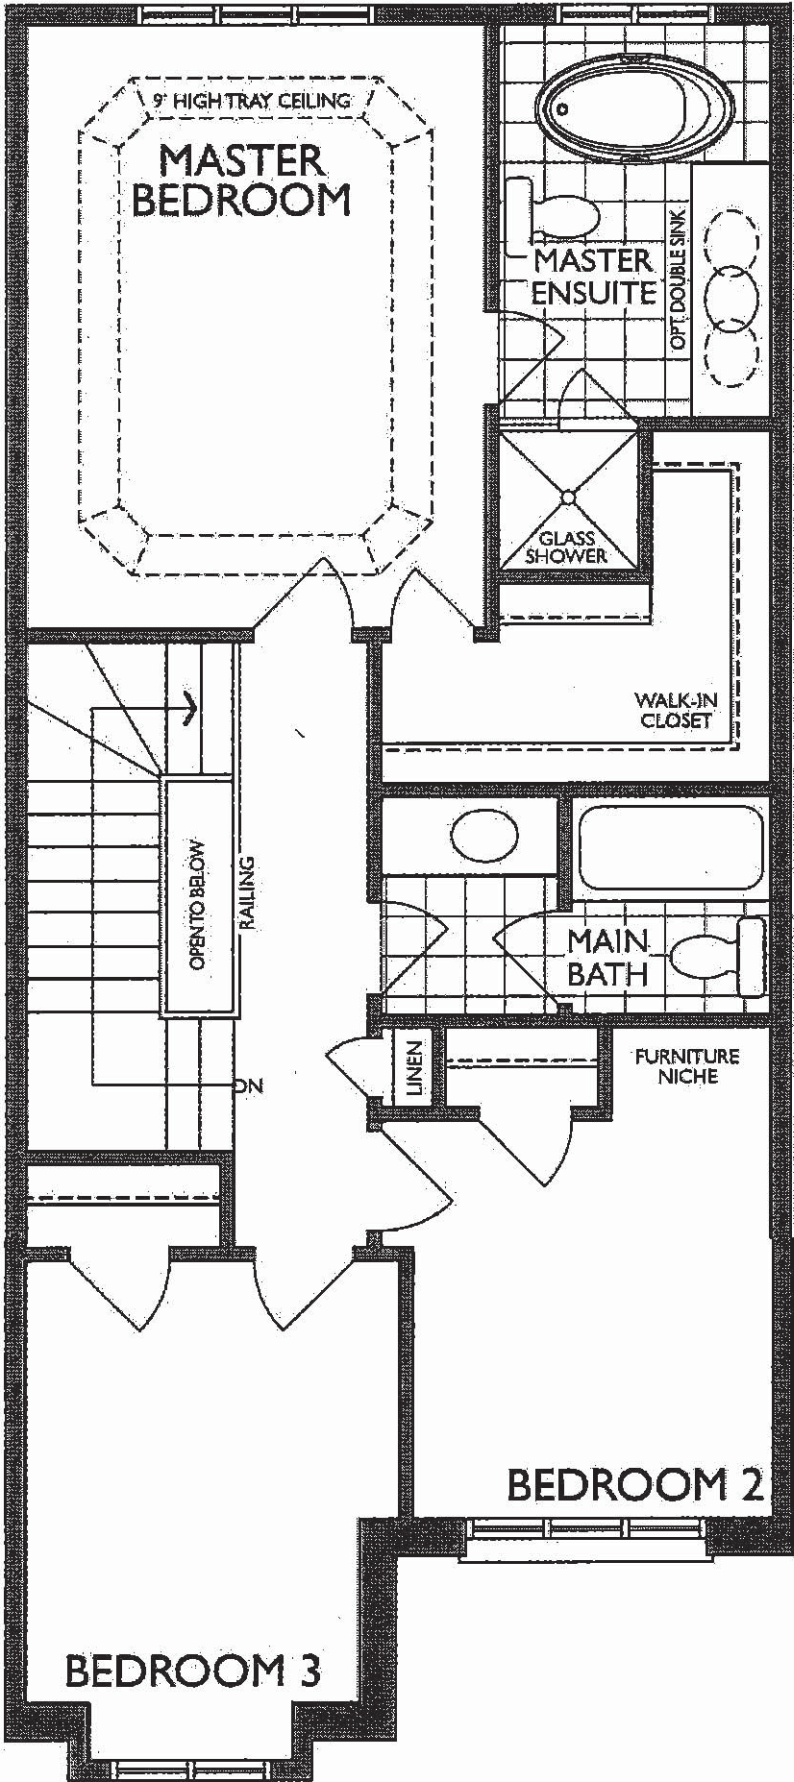 9' HIGH TRAY CEILING
MASTER
BEDROOM
MASTER
ENSUITE
OPT. DOUBLE SINK
GLASS
SHOWER
WALK-IN
CLOSET
OPEN TO BELOW
RAILING
MAIN
BATH
LINEN
FURNITURE
NICHE
DN
BEDROOM 2
BEDROOM 3